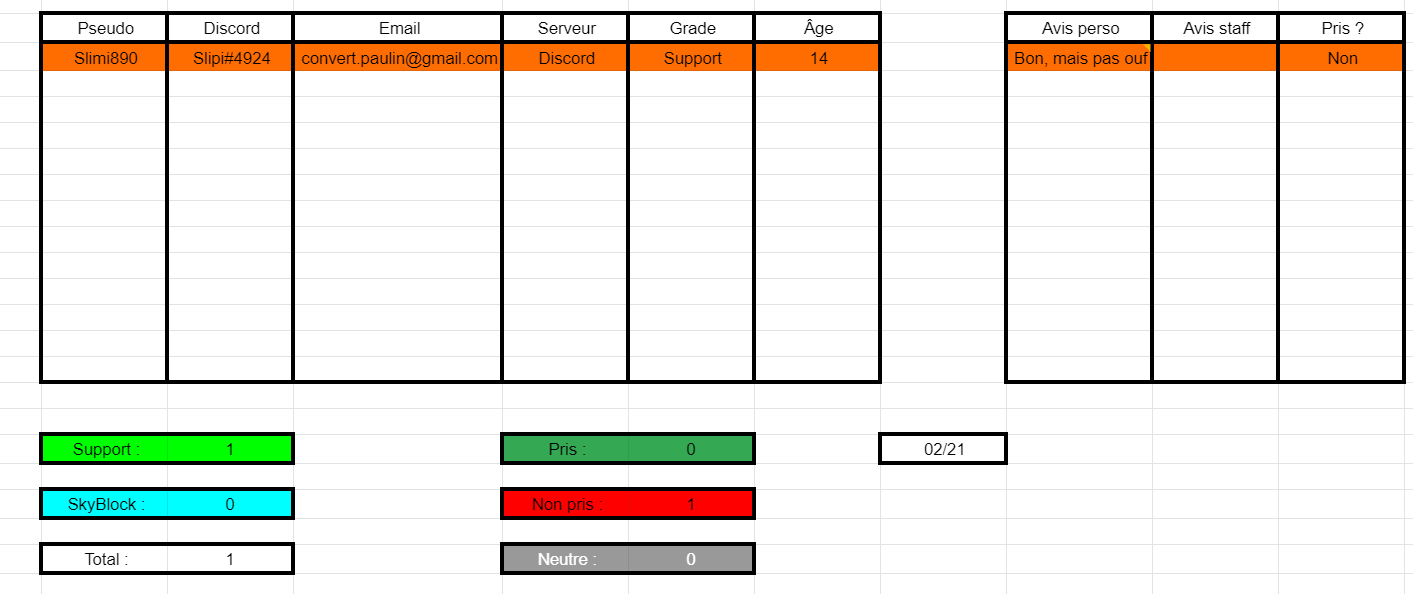 Pseudo Discord Email Serveur Grade Âge Avis perso Avis staff Pris ?
Slimi890 Slipi#4924 convert.paulin@gmail.com Discord Support 14 Bon, mais pas ouf Non
Support : 1 Pris : 0 02/21
SkyBlock : 0 Non pris : 1
Total : 1 Neutre : 0